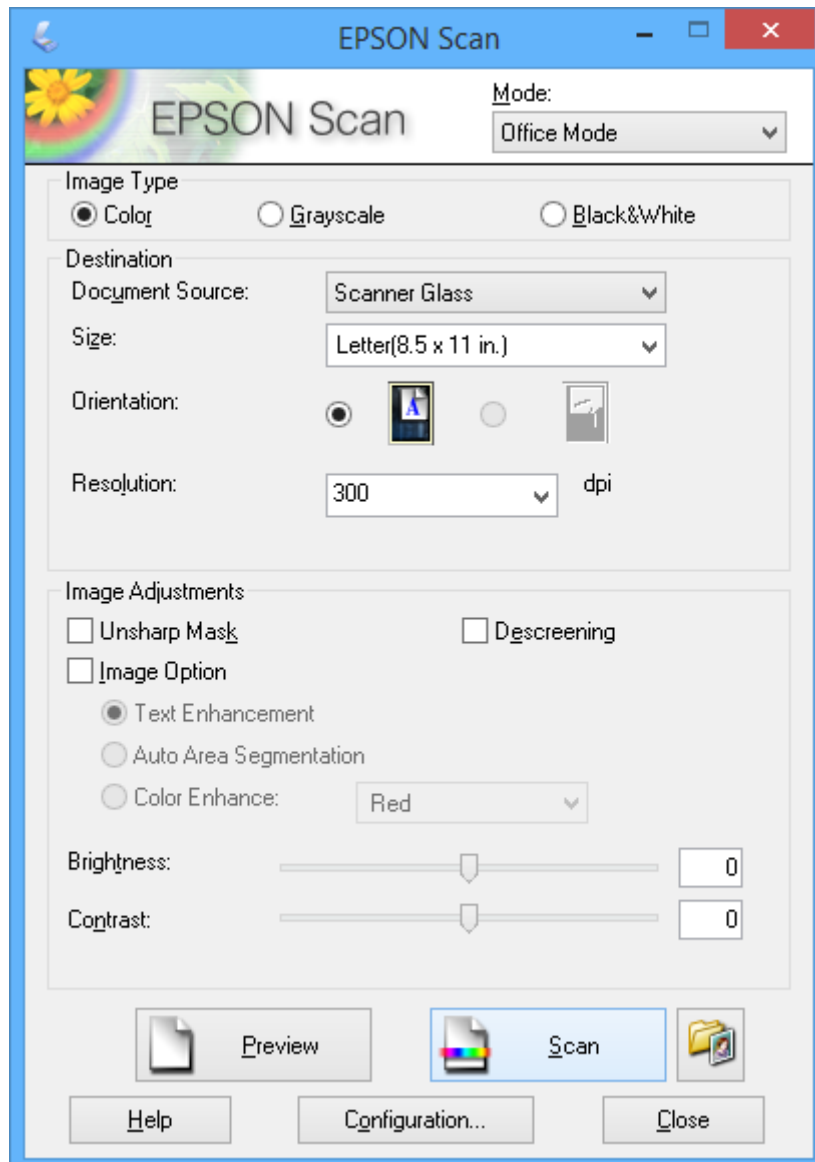 EPSON Scan
EPSON Scan
Mode:
Office Mode
Image Type
Color Grayscale Black&White
Destination
Document Source: Scanner Glass
Size: Letter(8.5 x 11 in.)
Orientation: A
Resolution: 300 dpi
Image Adjustments
Unsharp Mask Descreening
Image Option
Text Enhancement
Auto Area Segmentation
Color Enhance: Red
Brightness: 0
Contrast: 0
Preview Scan
Help Configuration... Close